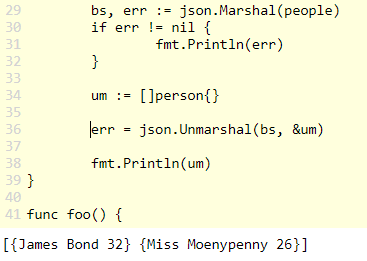 29 bs, err := json.Marshal(people)
30 if err != nil {
31 fmt.Println(err)
32 }
33
34 um := []person{}
35
36 err = json.Unmarshal(bs, &um)
37
38 fmt.Println(um)
39 }
40
41 func foo() {
[{James Bond 32} {Miss Moenypenny 26}]